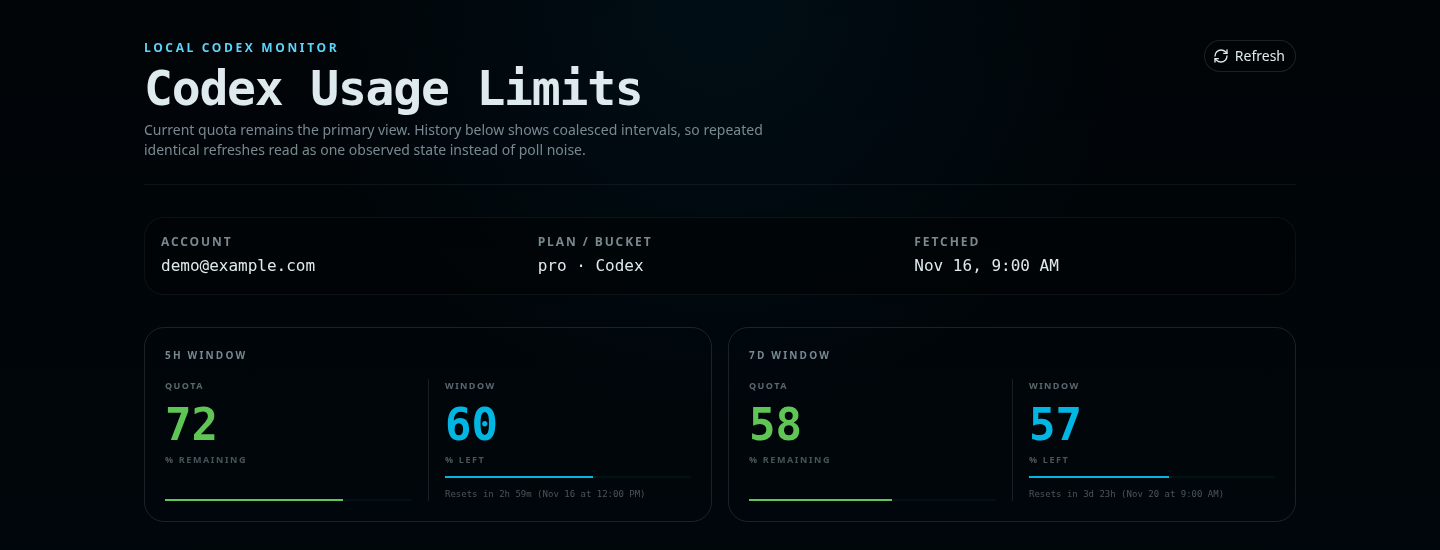 LOCAL CODEX MONITOR
Refresh
Codex Usage Limits
Current quota remains the primary view. History below shows coalesced intervals, so repeated
identical refreshes read as one observed state instead of poll noise.
ACCOUNT
demo@example.com
PLAN / BUCKET
pro · Codex
FETCHED
Nov 16, 9:00 AM
5H WINDOW
QUOTA
72
% REMAINING
WINDOW
60
% LEFT
Resets in 2h 59m (Nov 16 at 12:00 PM)
7D WINDOW
QUOTA
58
% REMAINING
WINDOW
57
% LEFT
Resets in 3d 23h (Nov 20 at 9:00 AM)